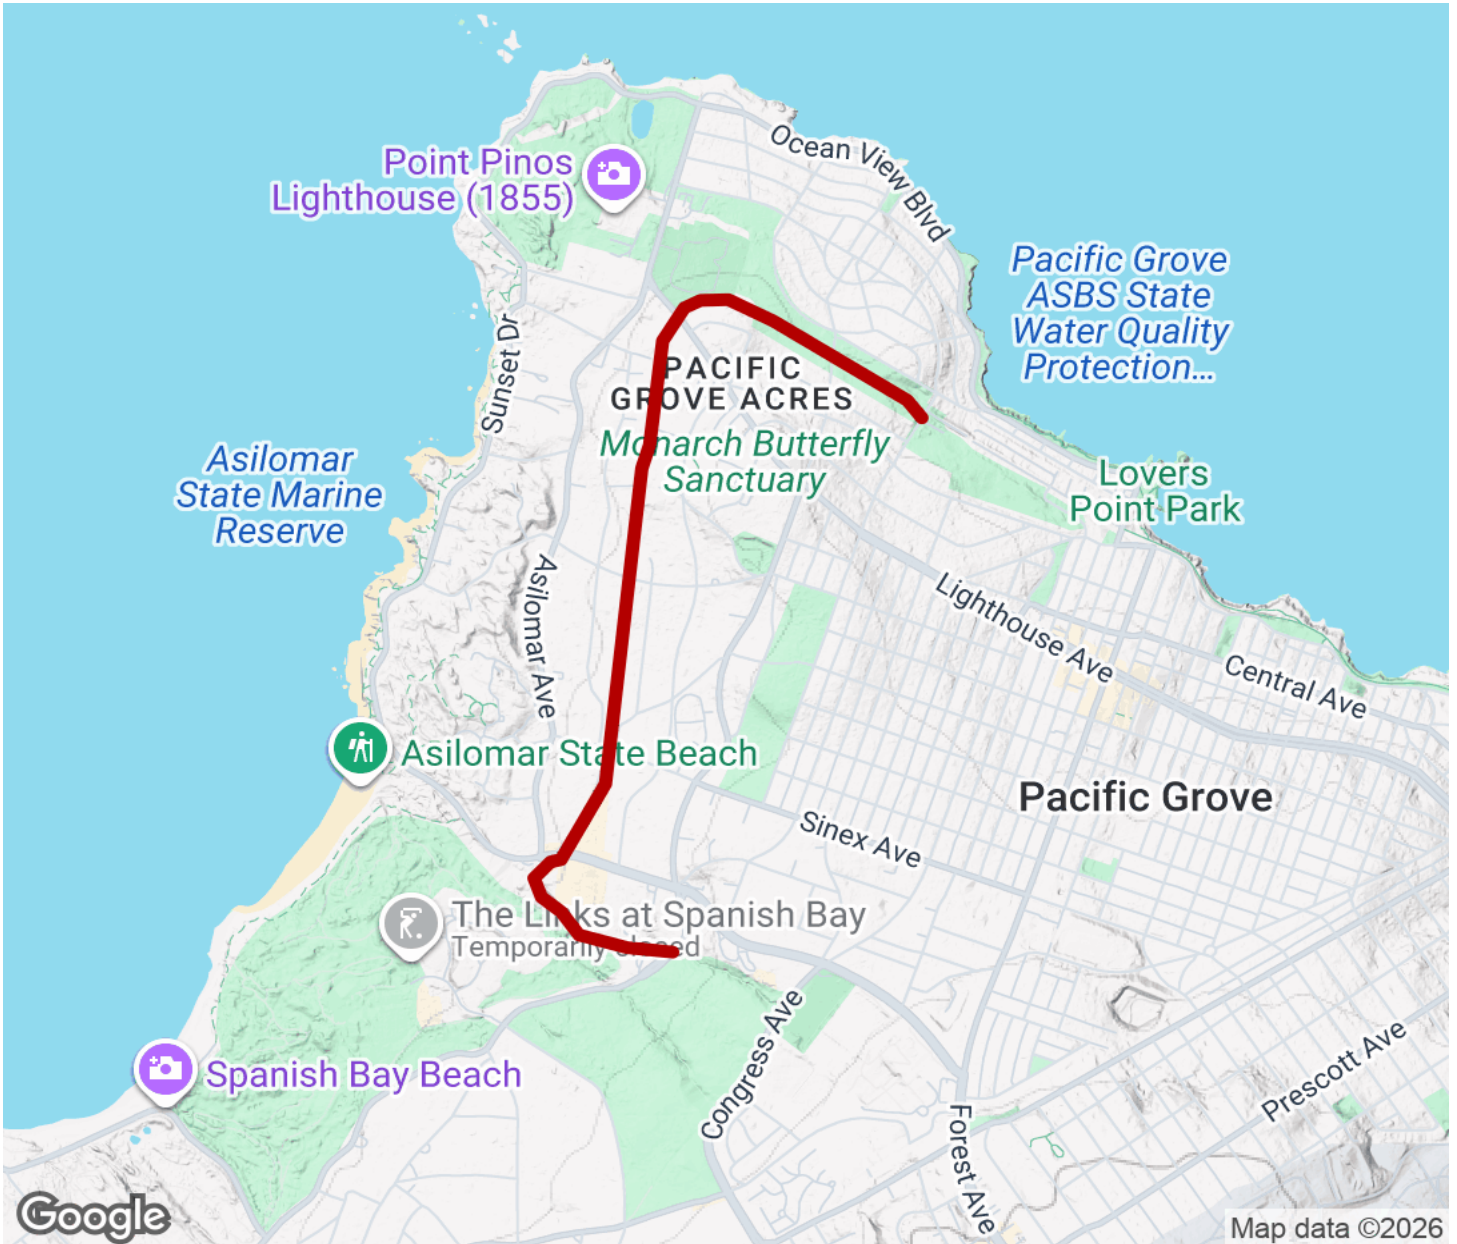 Point Pinos
Lighthouse (1855)
Ocean View Blvd
Pacific Grove
ASBS State
Water Quality
Protection...
Sunset Dr
PACIFIC
GROVE ACRES
Monarch Butterfly
Sanctuary
Asilomar
State Marine
Reserve
Lovers
Point Park
Asilomar Ave
Lighthouse Ave
Central Ave
Asilomar State Beach
Pacific Grove
Sinex Ave
The Links at Spanish Bay
Temporarily closed
Congress Ave
Spanish Bay Beach
Prescott Ave
Forest Ave
Google
Map data ©2026